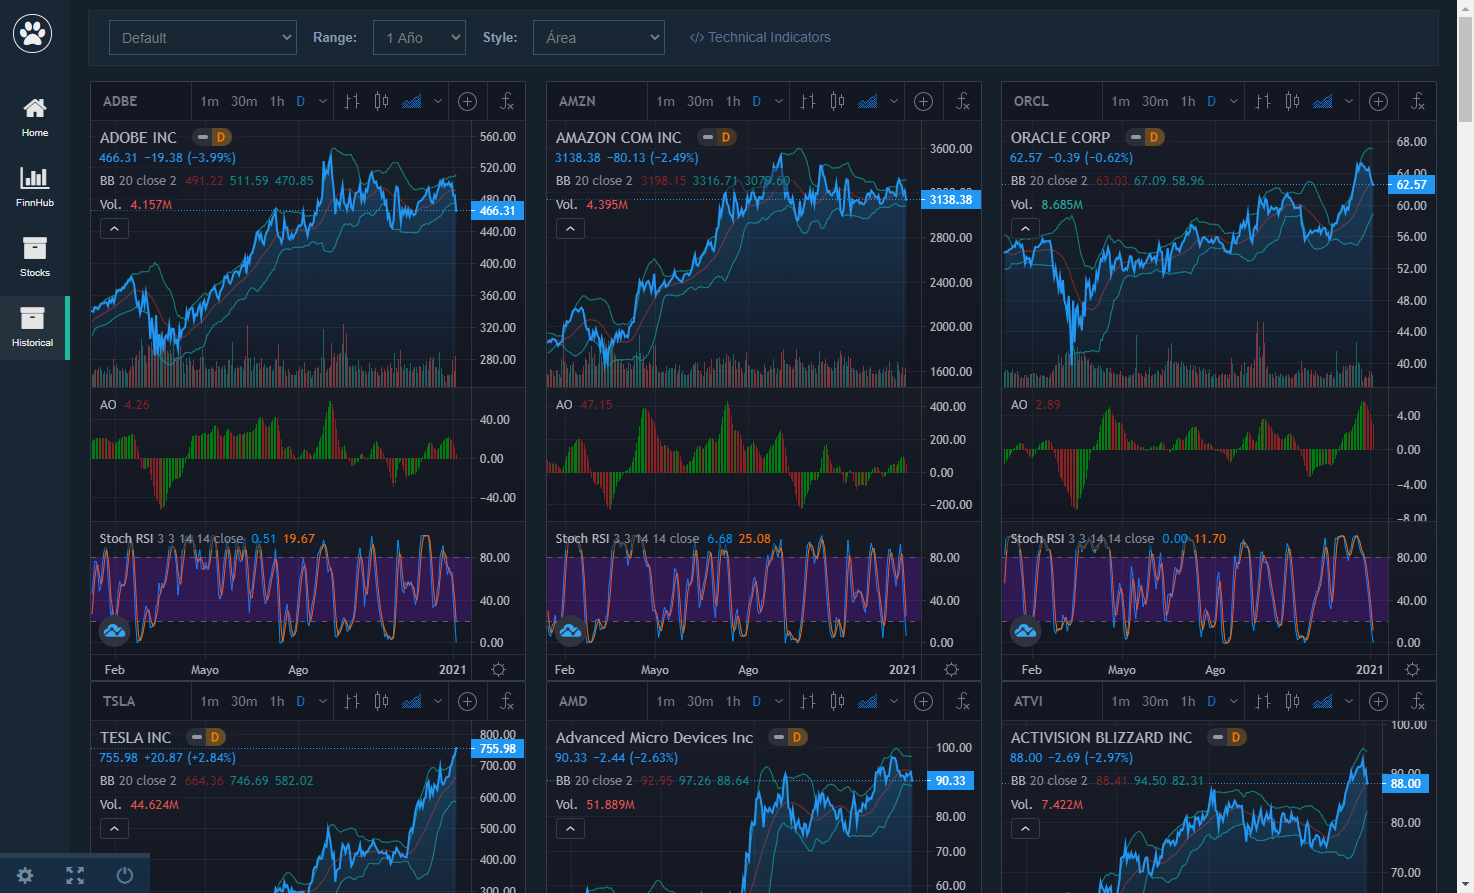 Default
Range:
1 Año
Style:
Área
</> Technical Indicators
Home
FinnHub
Stocks
Historical
ADBE 1m 30m 1h D
ADOBE INC D
466.31 −19.38 (−3.99%)
BB 20 close 2 491.22 511.59 470.85
Vol. 4.157M
560.00
520.00
480.00
466.31
440.00
400.00
360.00
320.00
280.00
AO 4.26
40.00
0.00
−40.00
Stoch RSI 3 3 14 14 close 0.51 19.67
80.00
40.00
0.00
Feb Mayo Ago 2021
AMZN 1m 30m 1h D
AMAZON COM INC D
3138.38 −80.13 (−2.49%)
BB 20 close 2 3198.15 3316.71 3079.60
Vol. 4.395M
3600.00
3200.00
3138.38
2800.00
2400.00
2000.00
1600.00
AO 47.15
400.00
200.00
0.00
−200.00
Stoch RSI 3 3 14 14 close 6.68 25.08
80.00
40.00
0.00
Feb Mayo Ago 2021
ORCL 1m 30m 1h D
ORACLE CORP D
62.57 −0.39 (−0.62%)
BB 20 close 2 63.03 67.09 58.96
Vol. 8.685M
68.00
62.57
60.00
56.00
52.00
48.00
44.00
40.00
AO 2.89
4.00
0.00
−4.00
−8.00
Stoch RSI 3 3 14 14 close 0.00 11.70
80.00
40.00
0.00
Feb Mayo Ago 2021
TSLA 1m 30m 1h D
TESLA INC D
755.98 +20.87 (+2.84%)
BB 20 close 2 664.36 746.69 582.02
Vol. 44.624M
800.00
755.98
700.00
600.00
500.00
400.00
300.00
AMD 1m 30m 1h D
Advanced Micro Devices Inc D
90.33 −2.44 (−2.63%)
BB 20 close 2 92.95 97.26 88.64
Vol. 51.889M
100.00
90.33
80.00
70.00
60.00
ATVI 1m 30m 1h D
ACTIVISION BLIZZARD INC D
88.00 −2.69 (−2.97%)
BB 20 close 2 88.41 94.50 82.31
Vol. 7.422M
100.00
90.00
88.00
80.00
70.00